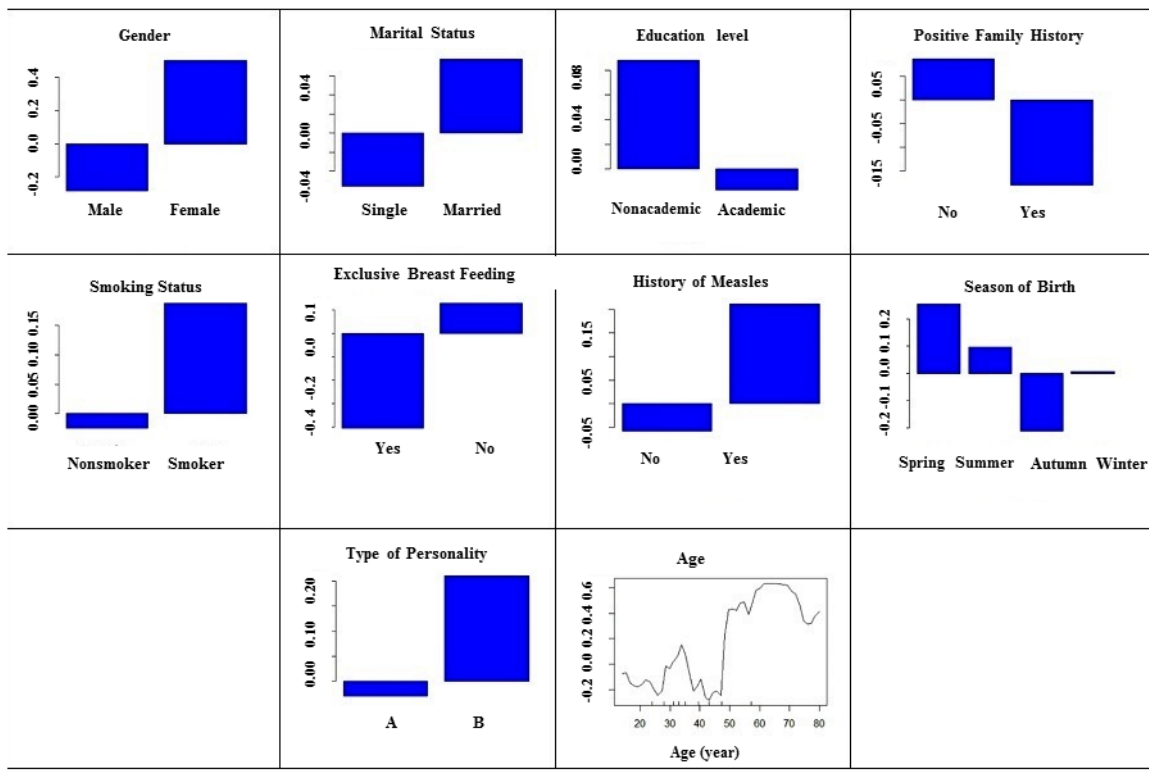 Gender
0.4
0.2
0.0
-0.2
Male Female
Marital Status
0.04
0.00
-0.04
Single Married
Education level
0.08
0.04
0.00
Nonacademic Academic
Positive Family History
0.05
-0.05
-015
No Yes
Smoking Status
0.15
0.10
0.05
0.00
Nonsmoker Smoker
Exclusive Breast Feeding
0.1
0.0
-0.2
-0.4
Yes No
History of Measles
0.15
0.05
-0.05
No Yes
Season of Birth
0.2
0.1
0.0
-0.1
-0.2
Spring Summer Autumn Winter
Type of Personality
0.20
0.10
0.00
A B
Age
0.6
0.4
0.2
0.0
-0.2
20 30 40 50 60 70 80
Age (year)